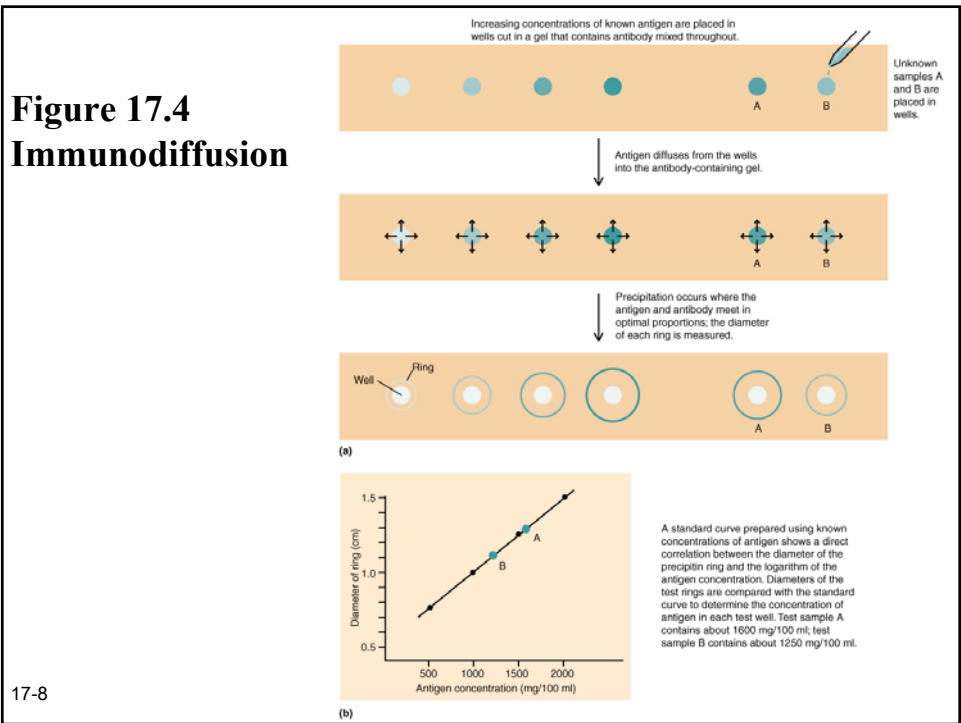 Figure 17.4
Immunodiffusion
Increasing concentrations of known antigen are placed in
wells cut in a gel that contains antibody mixed throughout.
Unknown
samples A
and B are
placed in
wells.
A
B
Antigen diffuses from the wells
into the antibody-containing gel.
A
B
Precipitation occurs where the
antigen and antibody meet in
optimal proportions; the diameter
of each ring is measured.
Well
Ring
A
B
(a)
1.5
1.0
0.5
Diameter of ring (cm)
A
B
500 1000 1500 2000
Antigen concentration (mg/100 ml)
(b)
A standard curve prepared using known
concentrations of antigen shows a direct
correlation between the diameter of the
precipitin ring and the logarithm of the
antigen concentration. Diameters of the
test rings are compared with the standard
curve to determine the concentration of
antigen in each test well. Test sample A
contains about 1600 mg/100 ml; test
sample B contains about 1250 mg/100 ml.
17-8